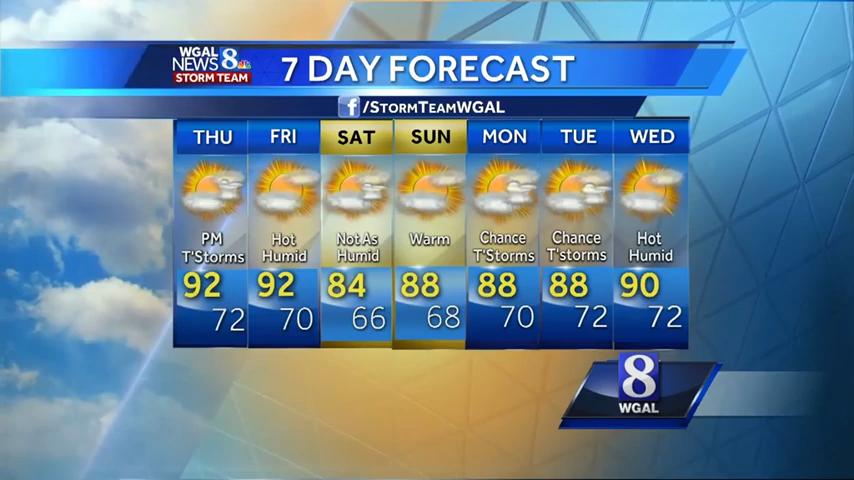 WGAL
NEWS 8
STORM TEAM
7 DAY FORECAST
f /STORMTEAMWGAL
THU FRI SAT SUN MON TUE WED
PM T'Storms
Hot Humid
Not As Humid
Warm
Chance T'Storms
Chance T'storms
Hot Humid
92 92 84 88 88 88 90
72 70 66 68 70 72 72
8
WGAL